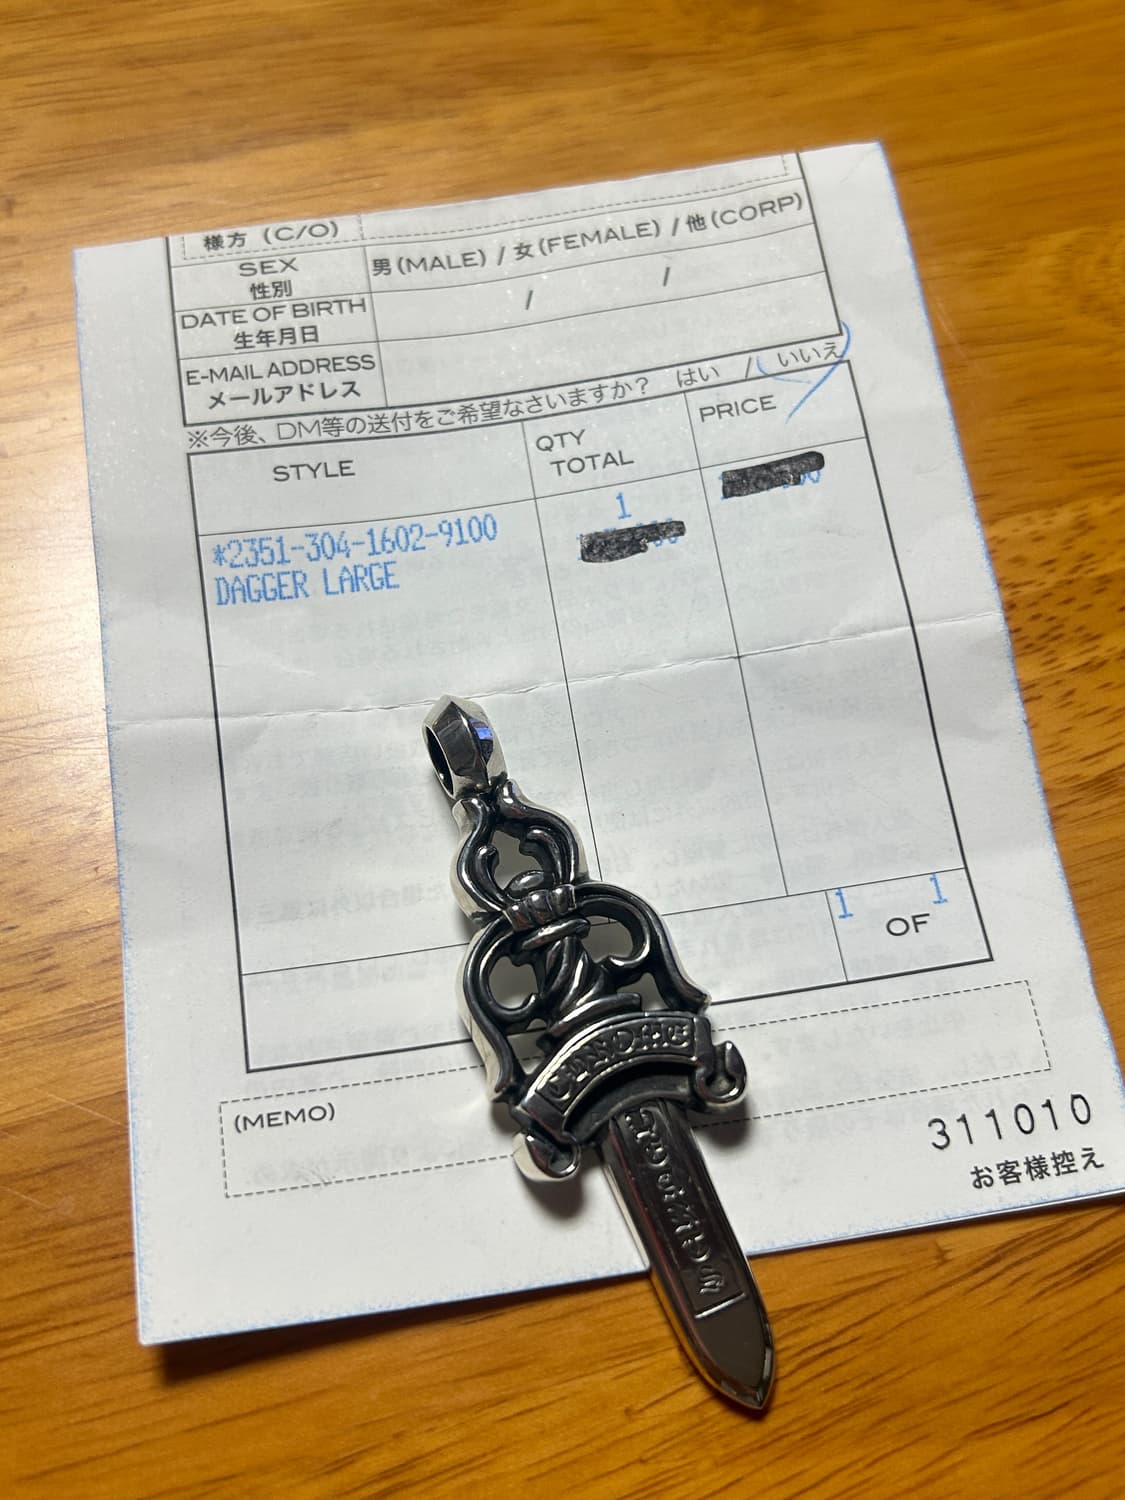 様方 (C/O)
SEX
性別
男(MALE) / 女(FEMALE) / 他(CORP)
DATE OF BIRTH
生年月日
/ /
E-MAIL ADDRESS
メールアドレス
※今後、DM等の送付をご希望なさいますか? はい / いいえ
STYLE
QTY
TOTAL
PRICE
*2351-304-1602-9100
DAGGER LARGE
1
1 OF 1
(MEMO)
311010
お客様控え
CHROME